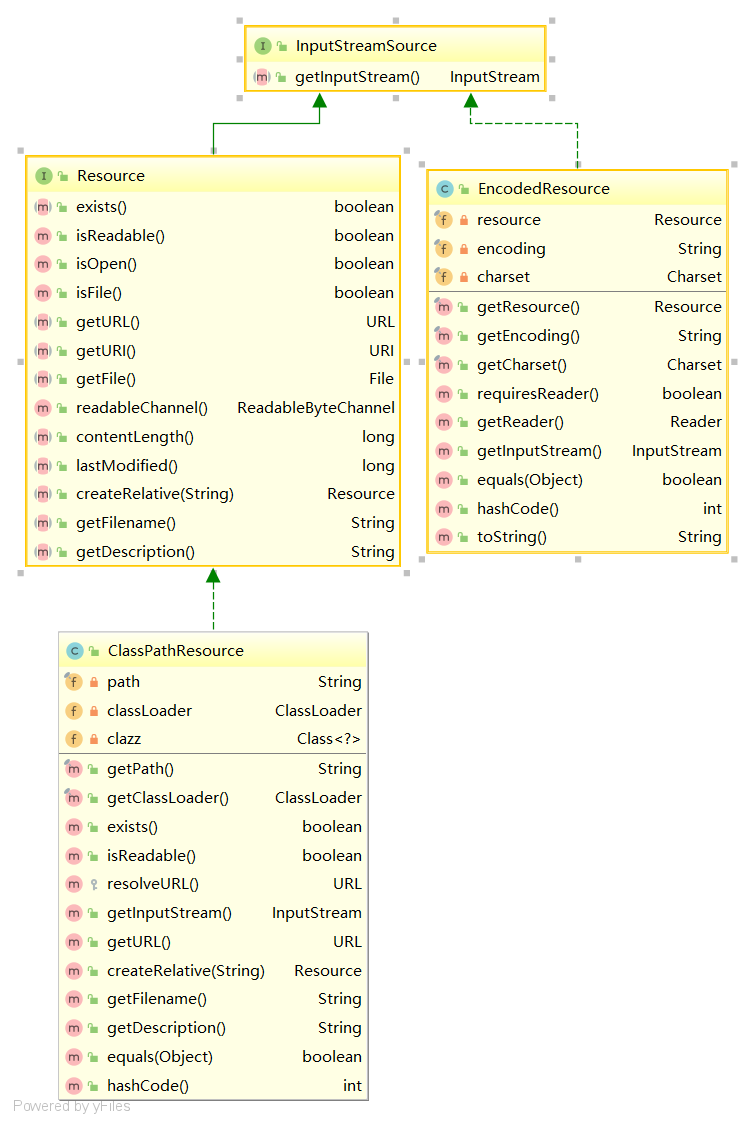 InputStreamSource
getInputStream() InputStream
Resource
exists() boolean
isReadable() boolean
isOpen() boolean
isFile() boolean
getURL() URL
getURI() URI
getFile() File
readableChannel() ReadableByteChannel
contentLength() long
lastModified() long
createRelative(String) Resource
getFilename() String
getDescription() String
EncodedResource
resource Resource
encoding String
charset Charset
getResource() Resource
getEncoding() String
getCharset() Charset
requiresReader() boolean
getReader() Reader
getInputStream() InputStream
equals(Object) boolean
hashCode() int
toString() String
ClassPathResource
path String
classLoader ClassLoader
clazz Class<?>
getPath() String
getClassLoader() ClassLoader
exists() boolean
isReadable() boolean
resolveURL() URL
getInputStream() InputStream
getURL() URL
createRelative(String) Resource
getFilename() String
getDescription() String
equals(Object) boolean
hashCode() int
Powered by yFiles